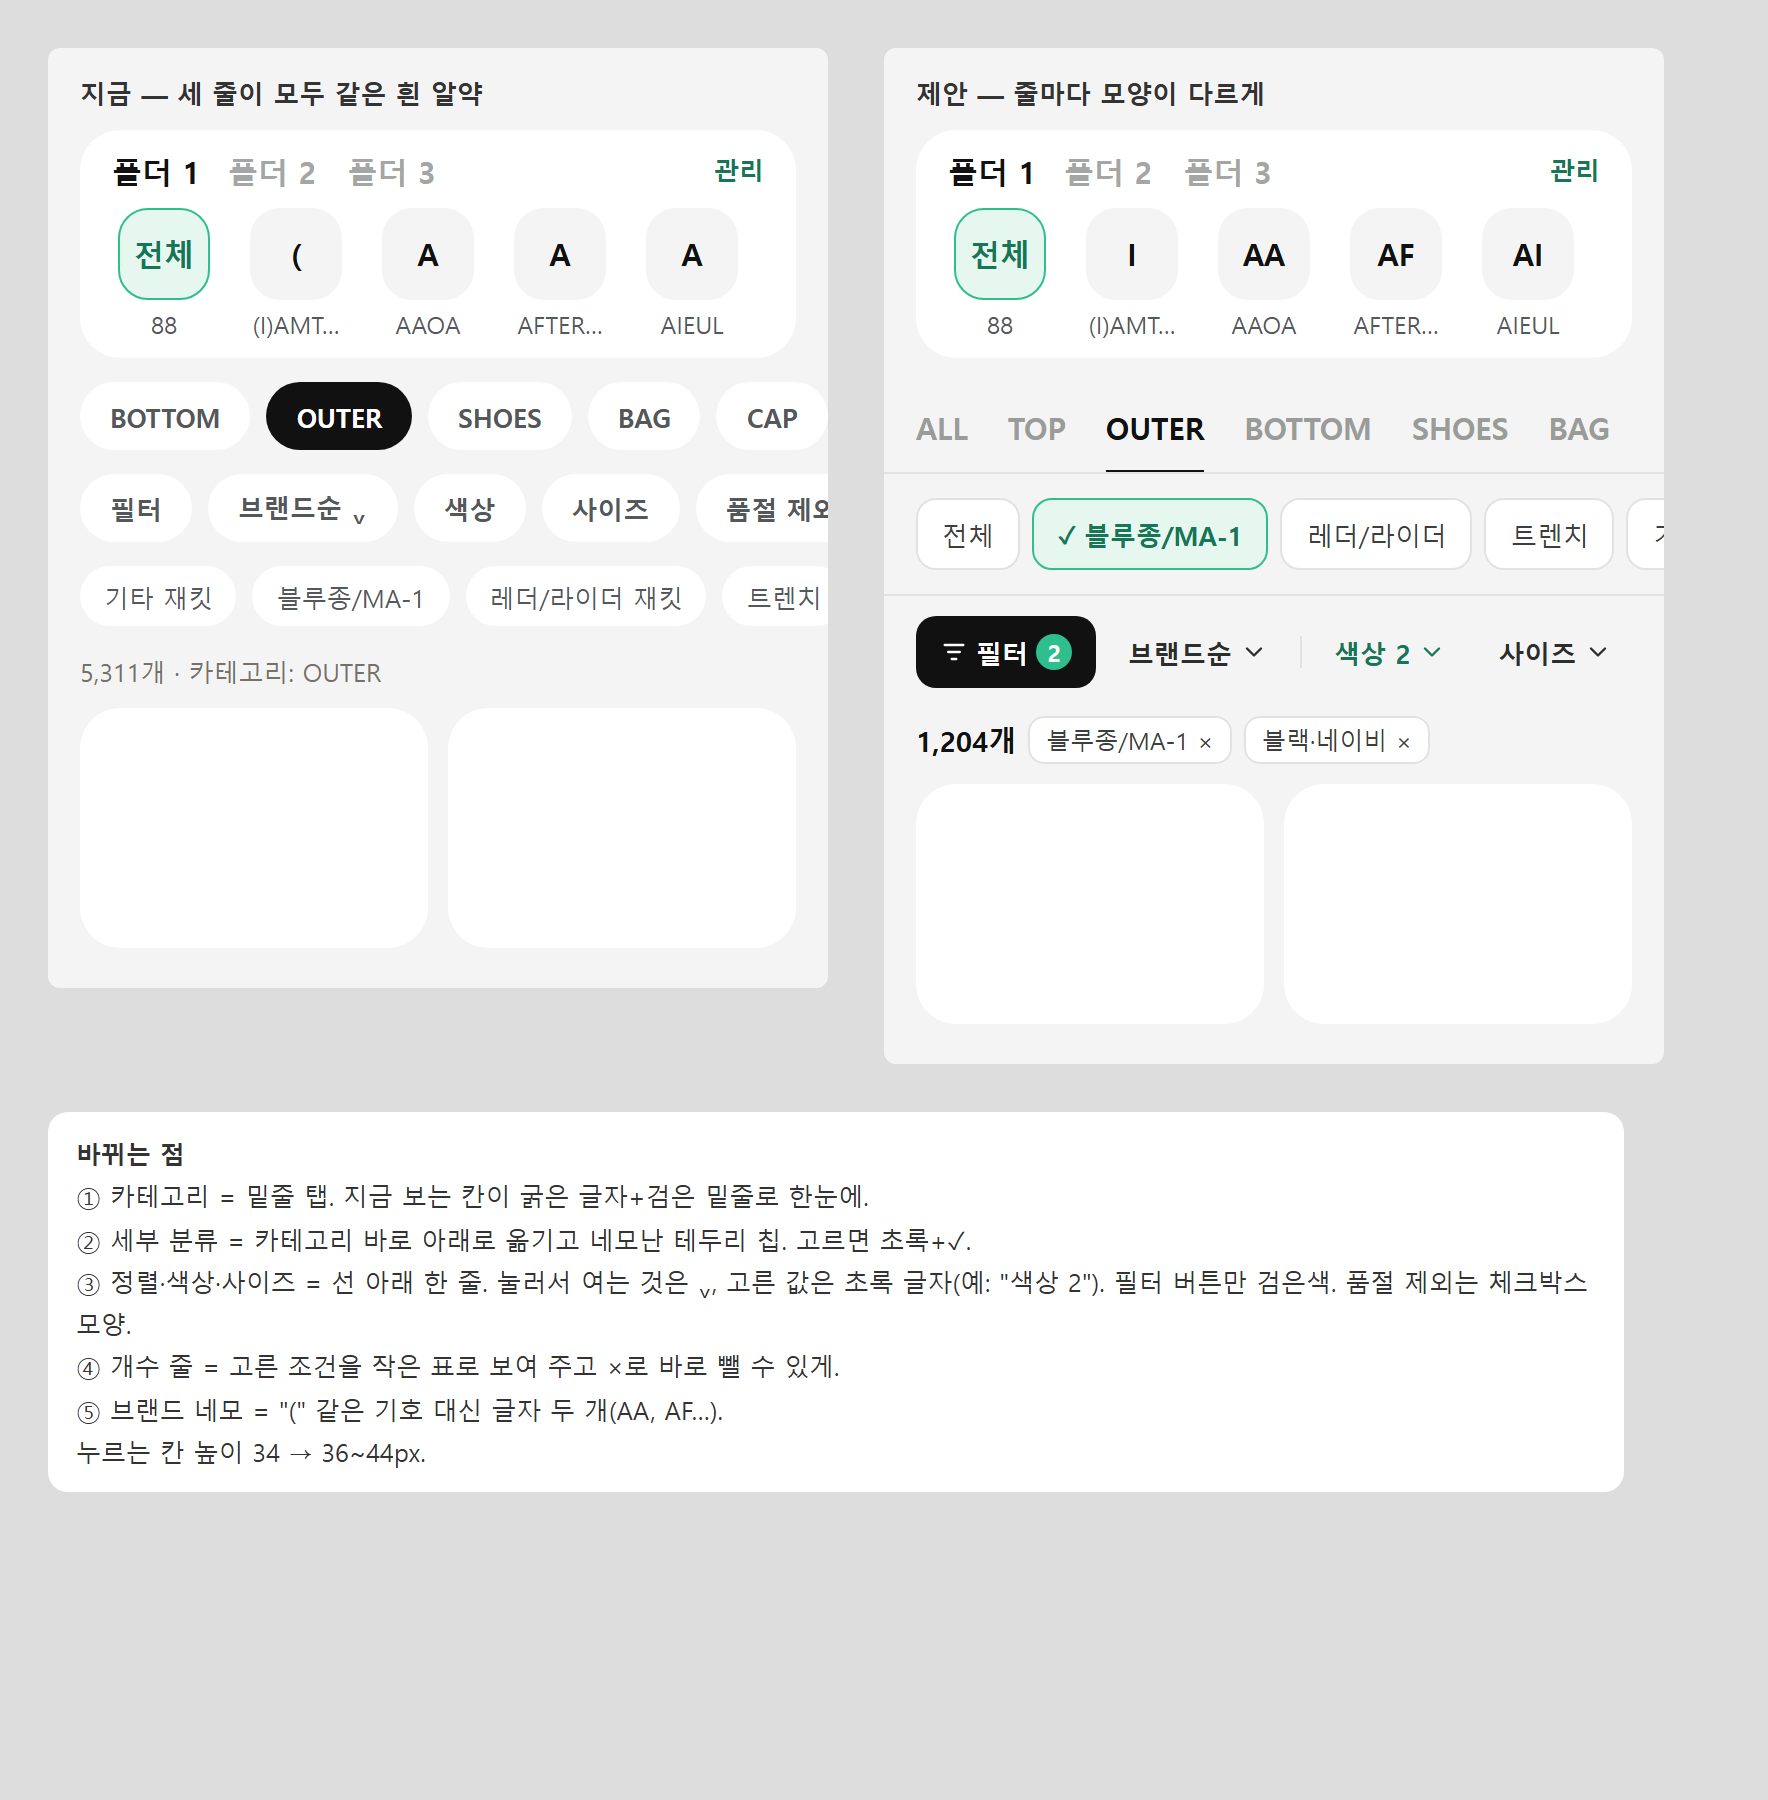 지금 — 세 줄이 모두 같은 흰 알약
폴더 1 폴더 2 폴더 3 관리
전체 ( A A A
88 (I)AMT... AAOA AFTER... AIEUL
BOTTOM OUTER SHOES BAG CAP
필터 브랜드순 ˬ 색상 사이즈 품절 제외
기타 재킷 블루종/MA-1 레더/라이더 재킷 트렌치
5,311개 · 카테고리: OUTER
제안 — 줄마다 모양이 다르게
폴더 1 폴더 2 폴더 3 관리
전체 I AA AF AI
88 (I)AMT... AAOA AFTER... AIEUL
ALL TOP OUTER BOTTOM SHOES BAG
전체 ✓ 블루종/MA-1 레더/라이더 트렌치
필터 2 브랜드순 색상 2 사이즈
1,204개 블루종/MA-1 × 블랙·네이비 ×
바뀌는 점
① 카테고리 = 밑줄 탭. 지금 보는 칸이 굵은 글자+검은 밑줄로 한눈에.
② 세부 분류 = 카테고리 바로 아래로 옮기고 네모난 테두리 칩. 고르면 초록+✓.
③ 정렬·색상·사이즈 = 선 아래 한 줄. 눌러서 여는 것은 ˬ, 고른 값은 초록 글자(예: "색상 2"). 필터 버튼만 검은색. 품절 제외는 체크박스
모양.
④ 개수 줄 = 고른 조건을 작은 표로 보여 주고 ×로 바로 뺄 수 있게.
⑤ 브랜드 네모 = "(" 같은 기호 대신 글자 두 개(AA, AF...).
누르는 칸 높이 34 → 36~44px.